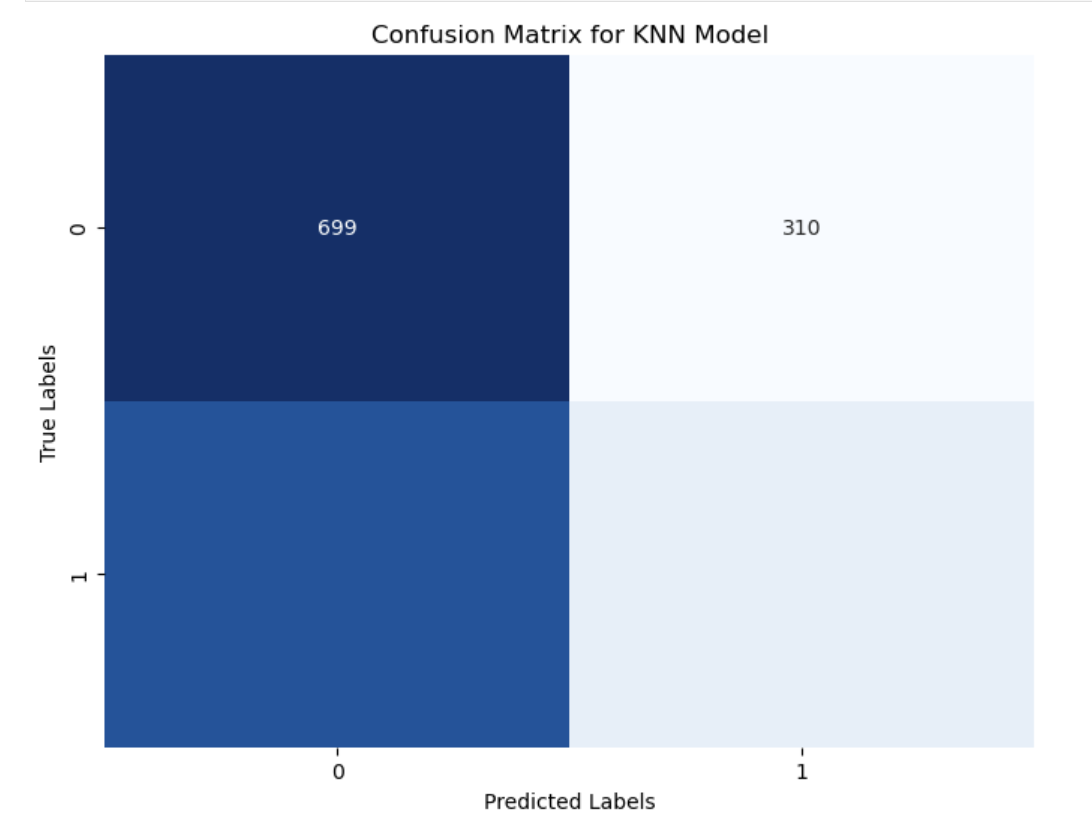 Confusion Matrix for KNN Model
699 310
0
1
True Labels
0 1
Predicted Labels